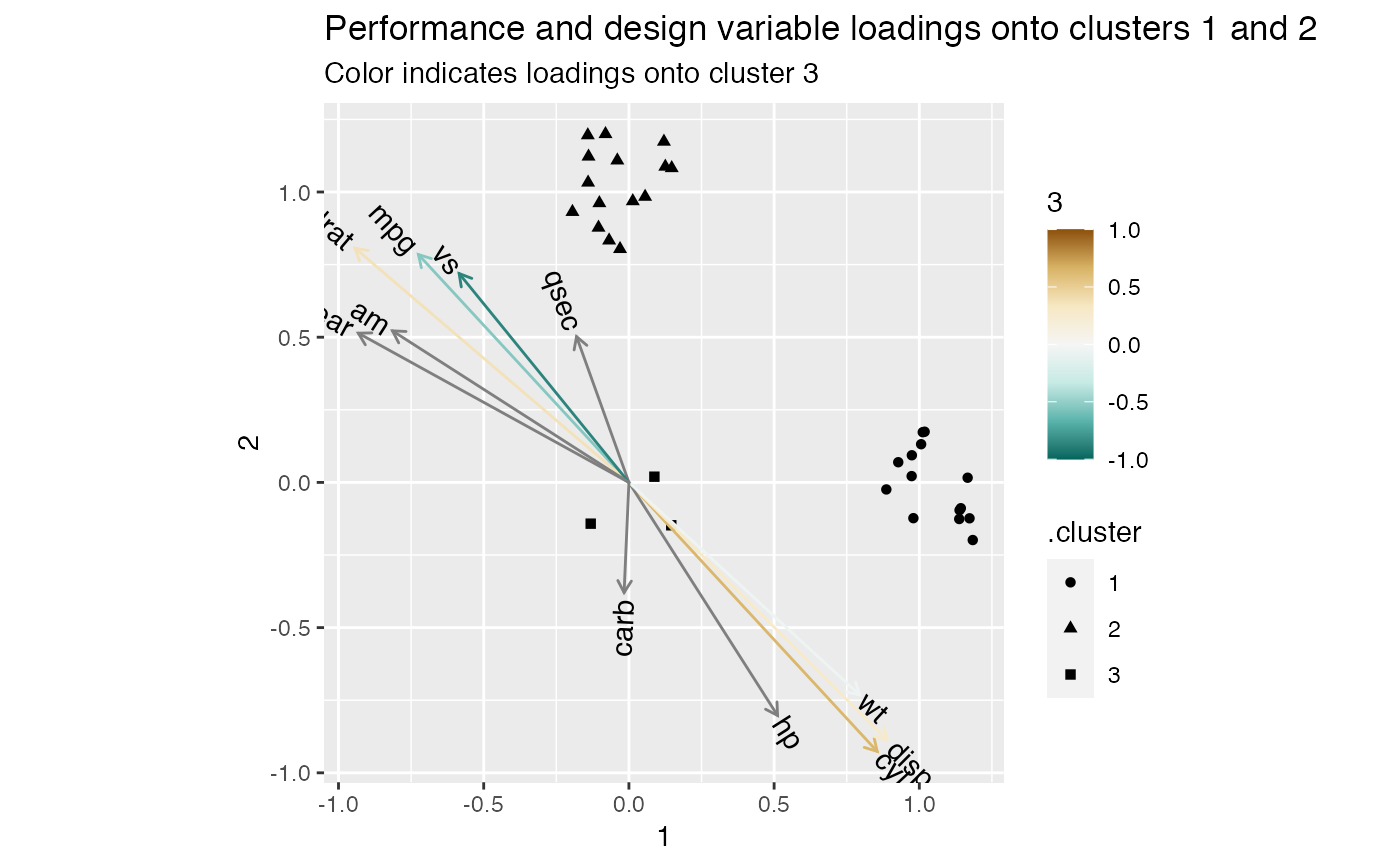 Performance and design variable loadings onto clusters 1 and 2
Color indicates loadings onto cluster 3
mpg
vs
qsec
am
carb
hp
wt
disp
cyl
1.0
0.5
0.0
-0.5
-1.0
2
-1.0
-0.5
0.0
0.5
1.0
1
3
1.0
0.5
0.0
-0.5
-1.0
.cluster
1
2
3